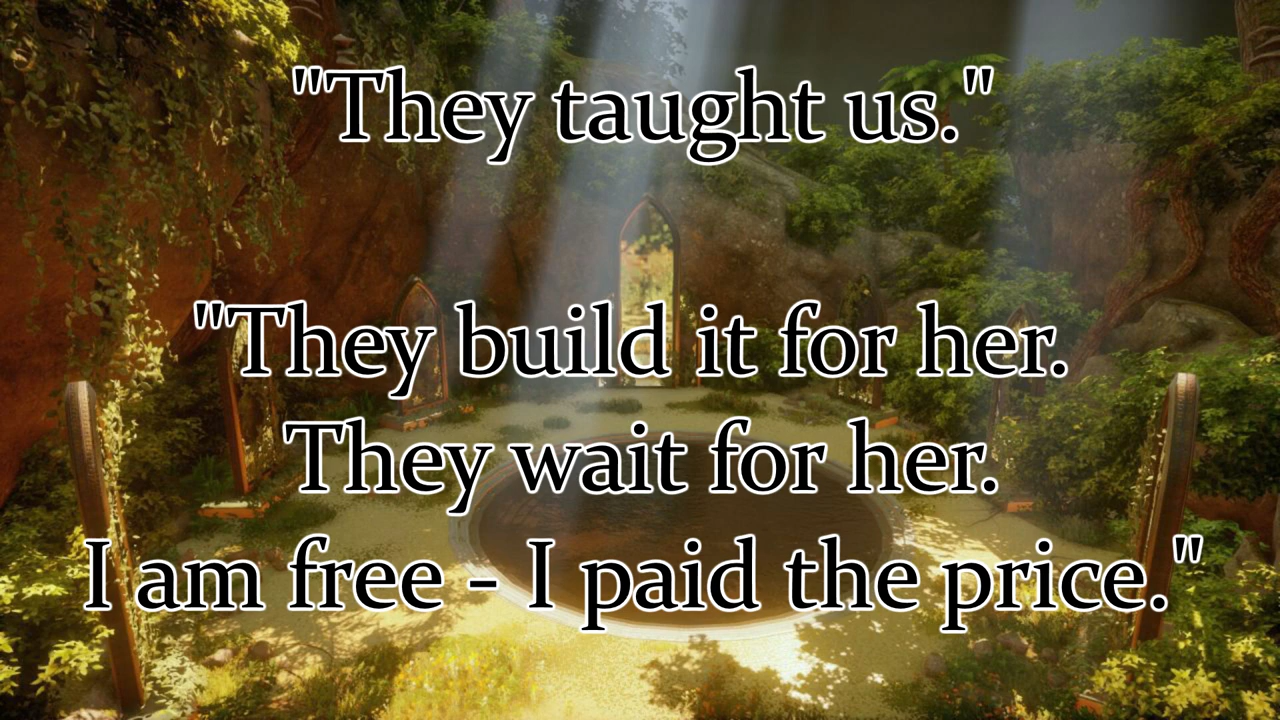 "They taught us."
"They build it for her.
They wait for her.
I am free - I paid the price."